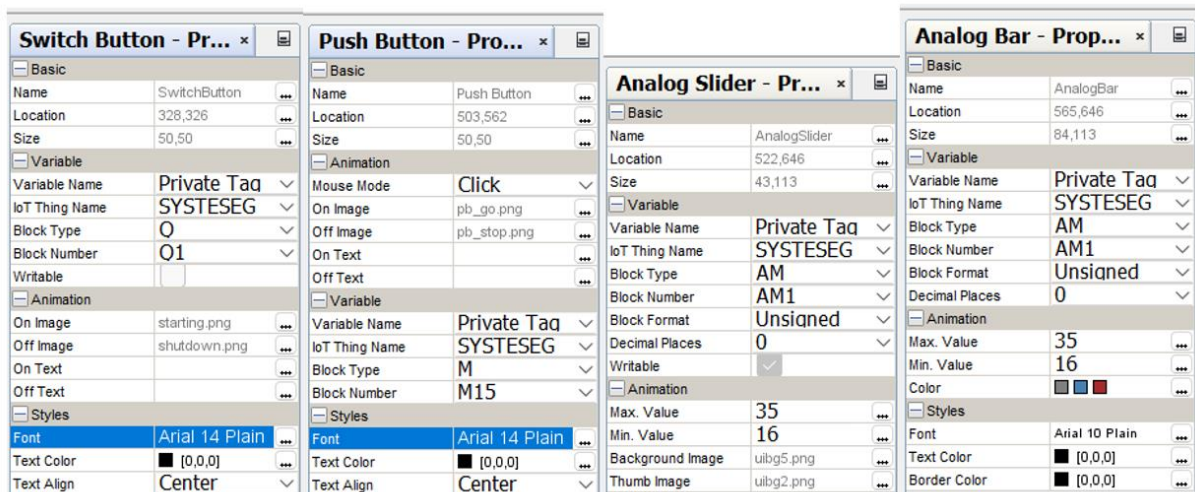 Switch Button - Pr... ×
Basic
Name SwitchButton ...
Location 328,326 ...
Size 50,50 ...
Variable
Variable Name Private Tag
IoT Thing Name SYSTESEG
Block Type Q
Block Number Q1
Writable
Animation
On Image starting.png ...
Off Image shutdown.png ...
On Text ...
Off Text ...
Styles
Font Arial 14 Plain ...
Text Color [0,0,0] ...
Text Align Center
Push Button - Pro... ×
Basic
Name Push Button ...
Location 503,562 ...
Size 50,50 ...
Animation
Mouse Mode Click
On Image pb_go.png ...
Off Image pb_stop.png ...
On Text ...
Off Text ...
Variable
Variable Name Private Tag
IoT Thing Name SYSTESEG
Block Type M
Block Number M15
Styles
Font Arial 14 Plain ...
Text Color [0,0,0] ...
Text Align Center
Analog Slider - Pr... ×
Basic
Name AnalogSlider ...
Location 522,646 ...
Size 43,113 ...
Variable
Variable Name Private Tag
IoT Thing Name SYSTESEG
Block Type AM
Block Number AM1
Block Format Unsigned
Decimal Places 0
Writable
Animation
Max. Value 35 ...
Min. Value 16 ...
Background Image uibg5.png ...
Thumb Image uibg2.png ...
Analog Bar - Prop... ×
Basic
Name AnalogBar ...
Location 565,646 ...
Size 84,113 ...
Variable
Variable Name Private Tag
IoT Thing Name SYSTESEG
Block Type AM
Block Number AM1
Block Format Unsigned
Decimal Places 0
Animation
Max. Value 35 ...
Min. Value 16 ...
Color ...
Styles
Font Arial 10 Plain ...
Text Color [0,0,0] ...
Border Color [0,0,0] ...